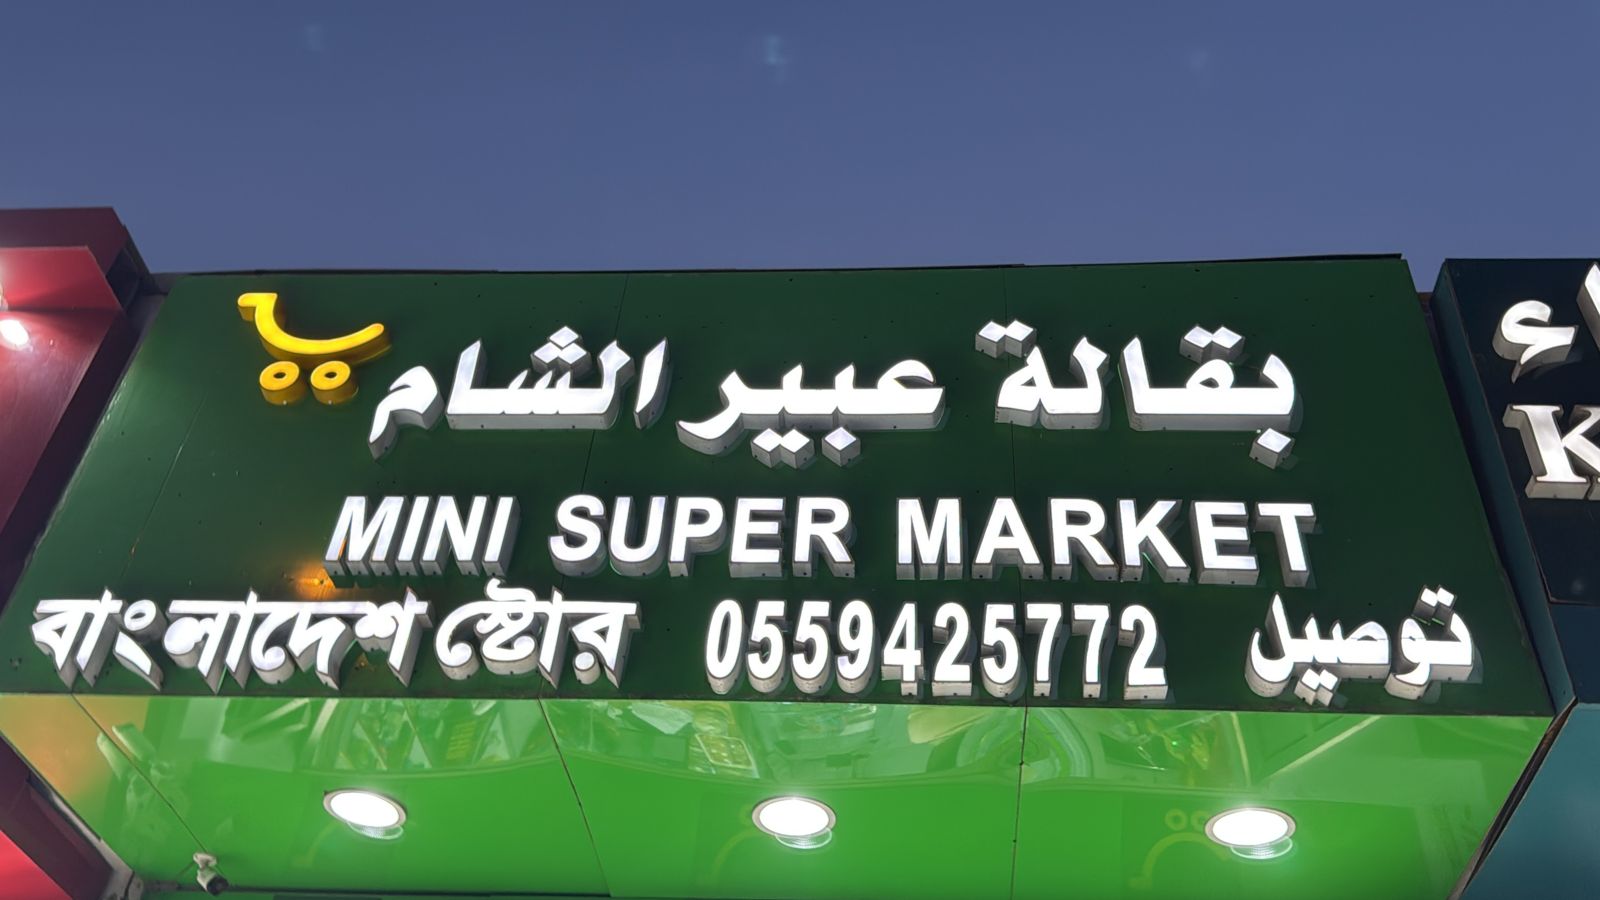 بقالة عبير الشام
MINI SUPER MARKET
বাংলাদেশ স্টোর 0559425772 توصيل